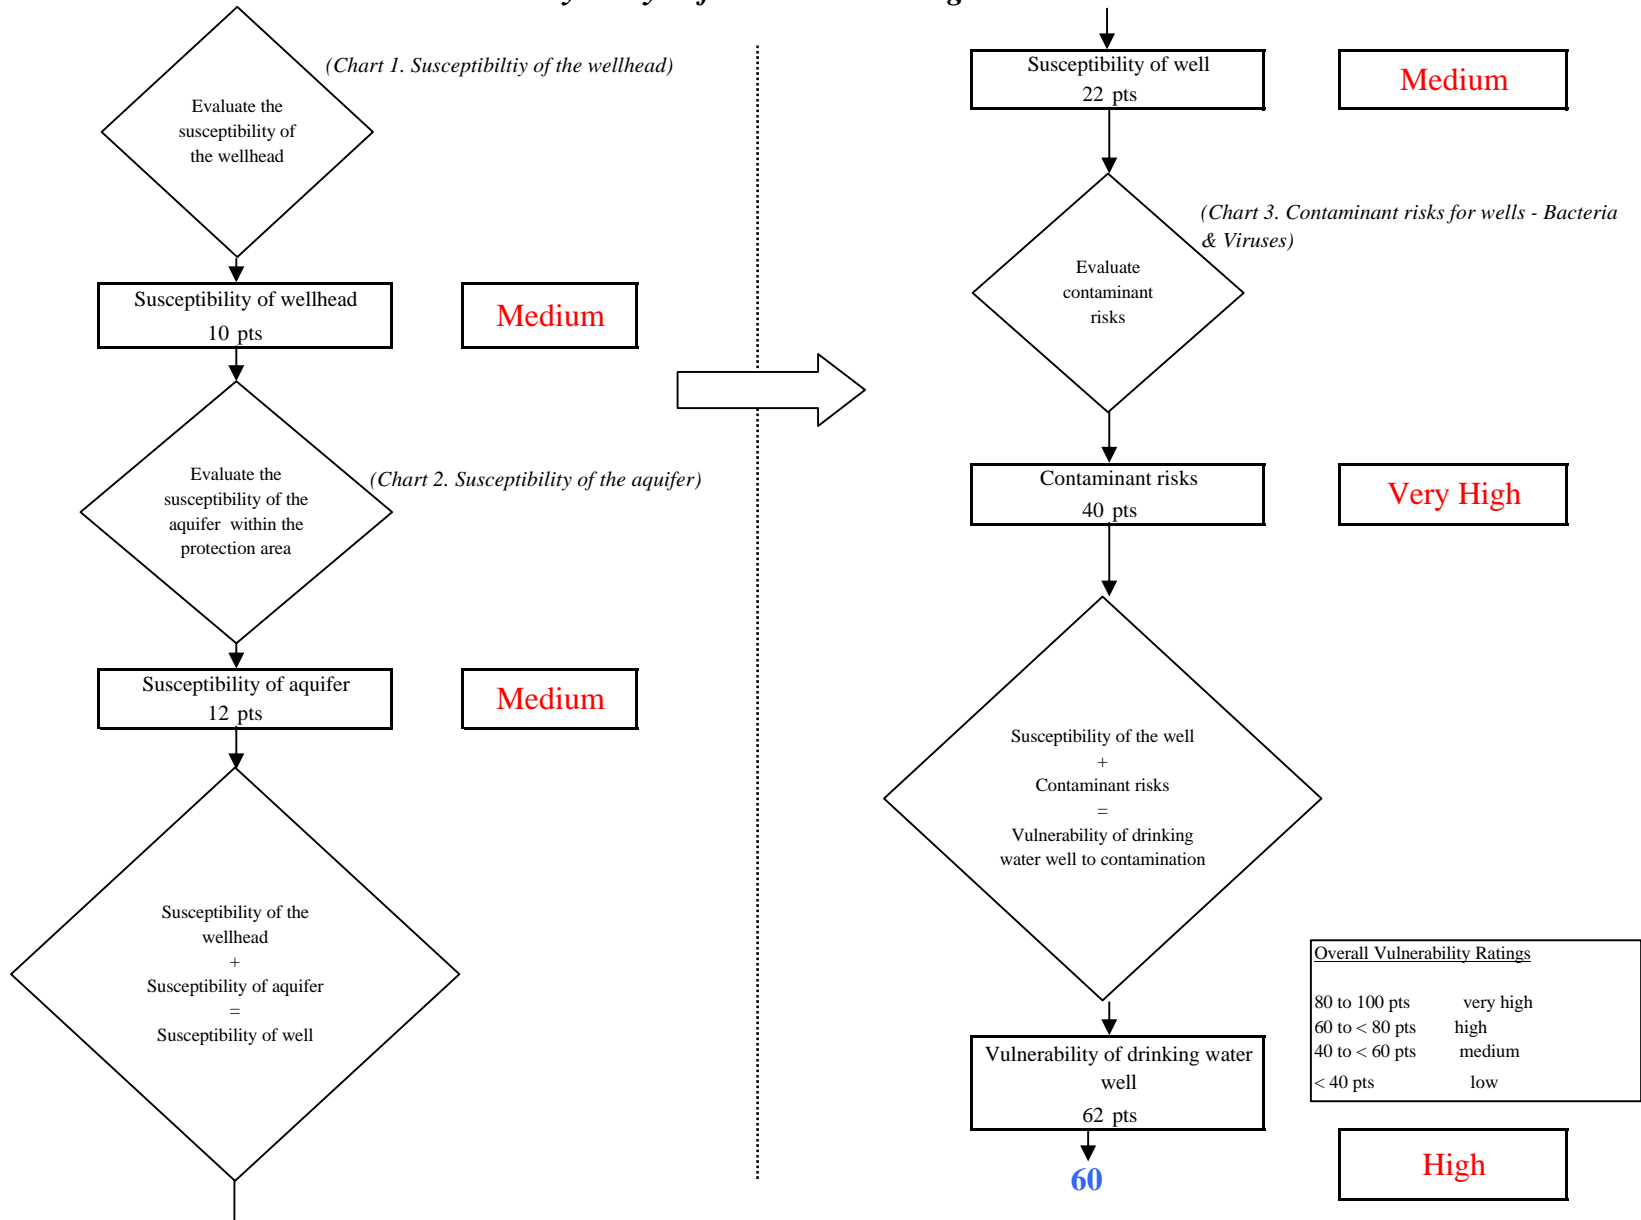 (Chart 1. Susceptibiltiy of the wellhead)
Evaluate the
susceptibility of
the wellhead
Susceptibility of wellhead
10 pts
Medium
Evaluate the
susceptibility of the
aquifer within the
protection area
(Chart 2. Susceptibility of the aquifer)
Susceptibility of aquifer
12 pts
Medium
Susceptibility of the
wellhead
+
Susceptibility of aquifer
=
Susceptibility of well
Susceptibility of well
22 pts
Medium
(Chart 3. Contaminant risks for wells - Bacteria
& Viruses)
Evaluate
contaminant
risks
Contaminant risks
40 pts
Very High
Susceptibility of the well
+
Contaminant risks
=
Vulnerability of drinking
water well to contamination
Overall Vulnerability Ratings
80 to 100 pts very high
60 to < 80 pts high
40 to < 60 pts medium
< 40 pts low
Vulnerability of drinking water
well
62 pts
60
High